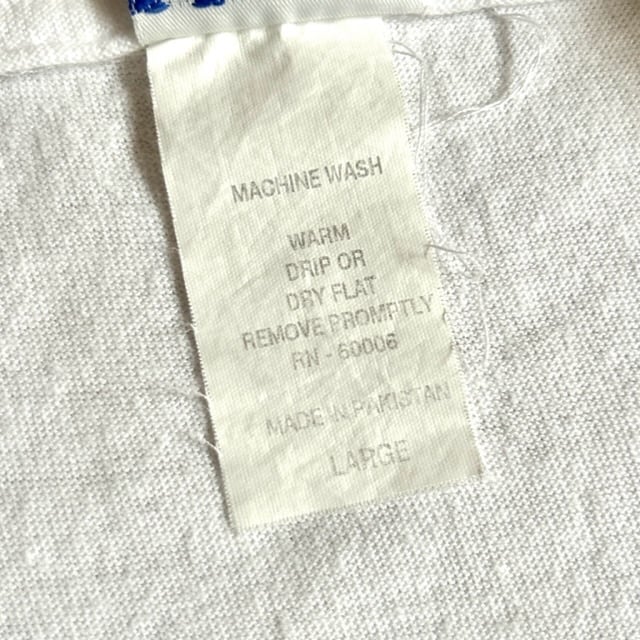 MACHINE WASH
WARM
DRIP OR
DRY FLAT
REMOVE PROMPTLY
RN - 60006
MADE IN PAKISTAN
LARGE